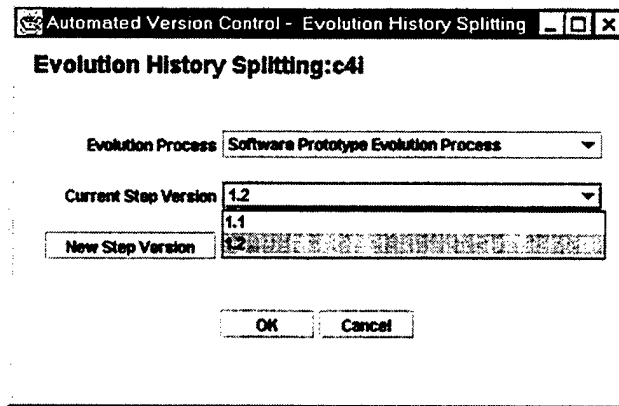 Automated Version Control - Evolution History Splitting
Evolution History Splitting:c4i
Evolution Process Software Prototype Evolution Process
Current Step Version 1.2
1.1
New Step Version 1.2
OK Cancel